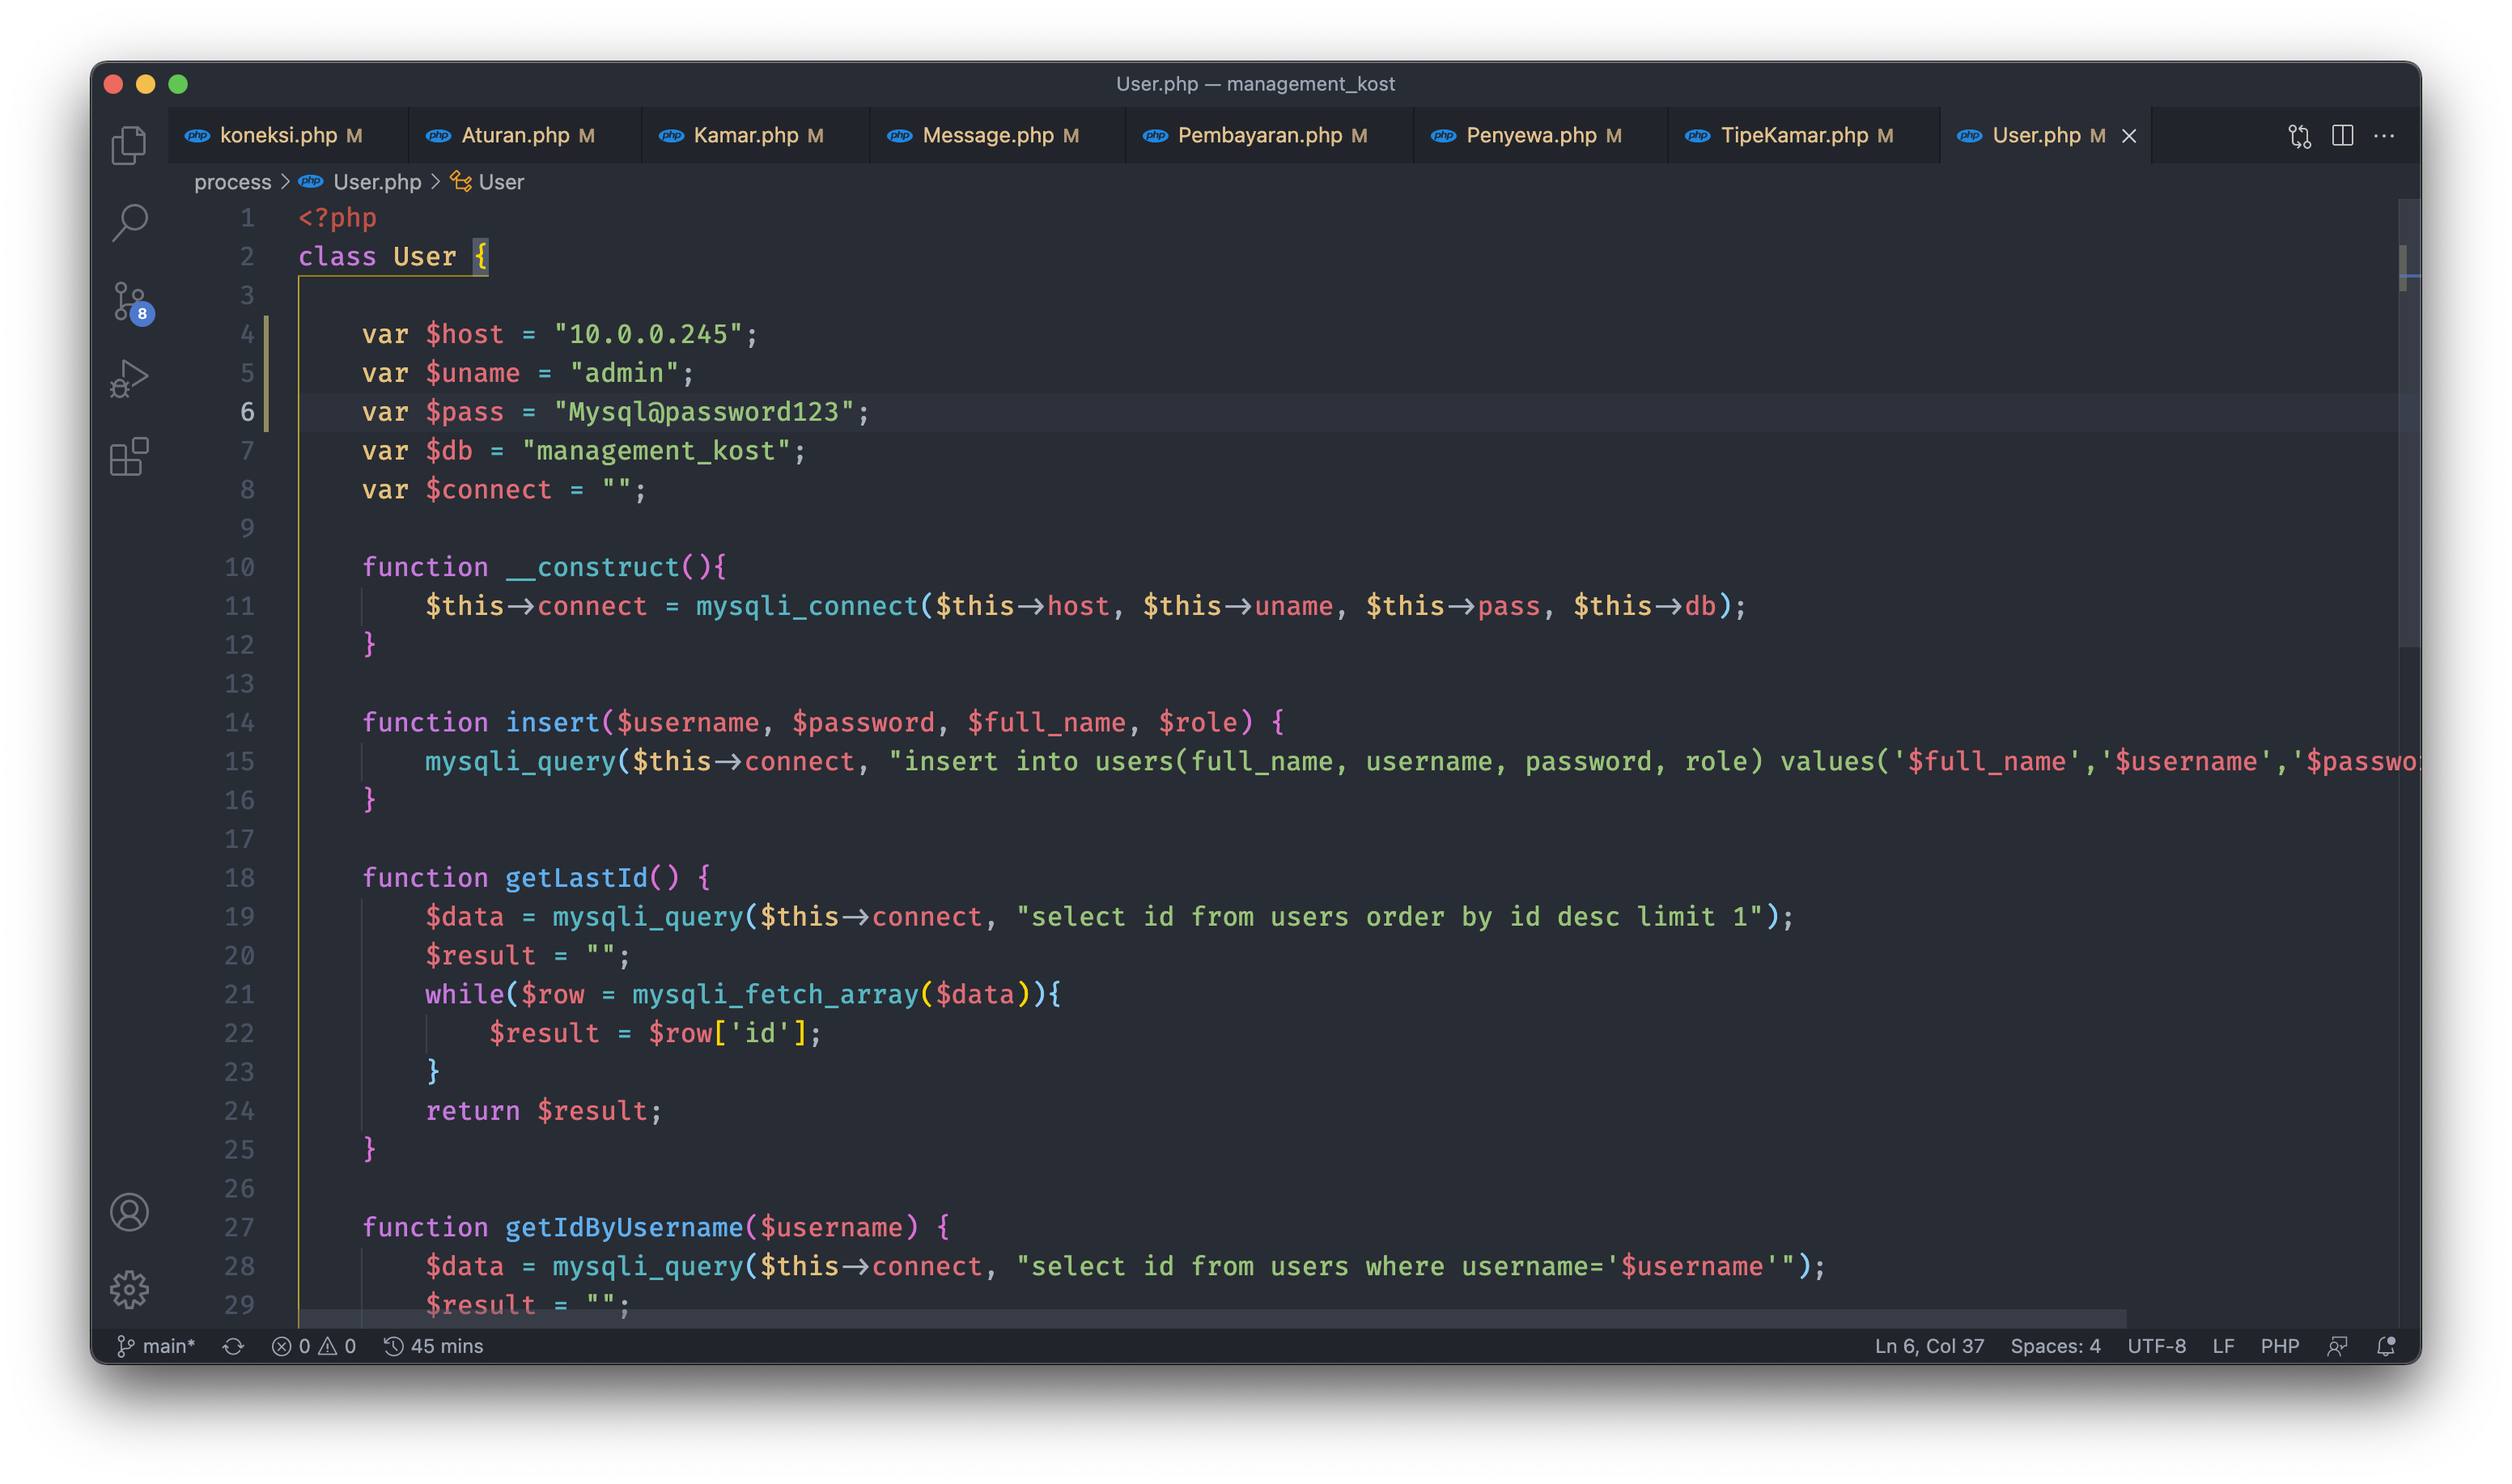 User.php — management_kost
koneksi.php M Aturan.php M Kamar.php M Message.php M Pembayaran.php M Penyewa.php M TipeKamar.php M User.php M
process > User.php > User
1 <?php
2 class User {
3
4 var $host = "10.0.0.245";
5 var $uname = "admin";
6 var $pass = "Mysql@password123";
7 var $db = "management_kost";
8 var $connect = "";
9
10 function __construct(){
11 $this->connect = mysqli_connect($this->host, $this->uname, $this->pass, $this->db);
12 }
13
14 function insert($username, $password, $full_name, $role) {
15 mysqli_query($this->connect, "insert into users(full_name, username, password, role) values('$full_name','$username','$passwo
16 }
17
18 function getLastId() {
19 $data = mysqli_query($this->connect, "select id from users order by id desc limit 1");
20 $result = "";
21 while($row = mysqli_fetch_array($data)){
22 $result = $row['id'];
23 }
24 return $result;
25 }
26
27 function getIdByUsername($username) {
28 $data = mysqli_query($this->connect, "select id from users where username='$username'");
29 $result = "";
8
main* 0 0 45 mins Ln 6, Col 37 Spaces: 4 UTF-8 LF PHP